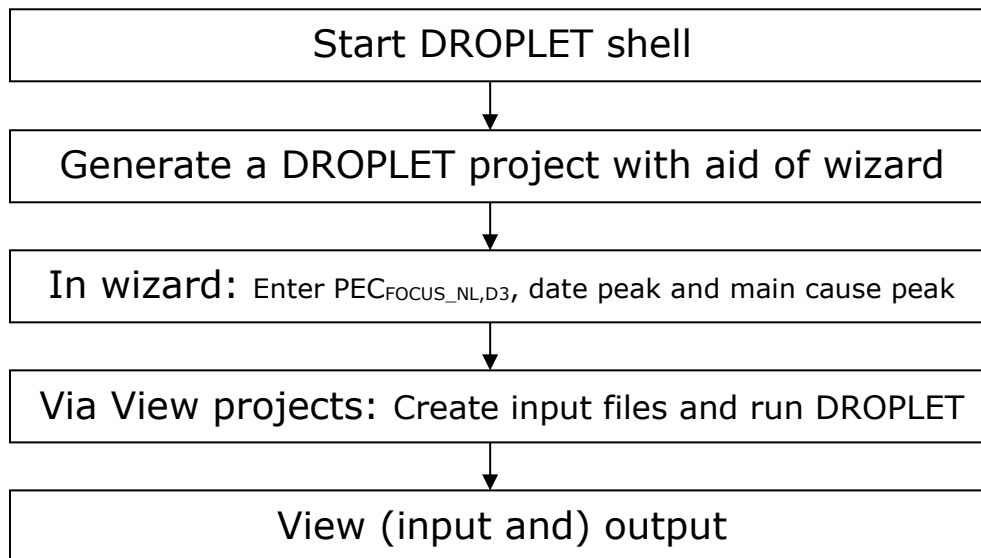 Start DROPLET shell
Generate a DROPLET project with aid of wizard
In wizard: Enter PECFOCUS_NL,D3, date peak and main cause peak
Via View projects: Create input files and run DROPLET
View (input and) output